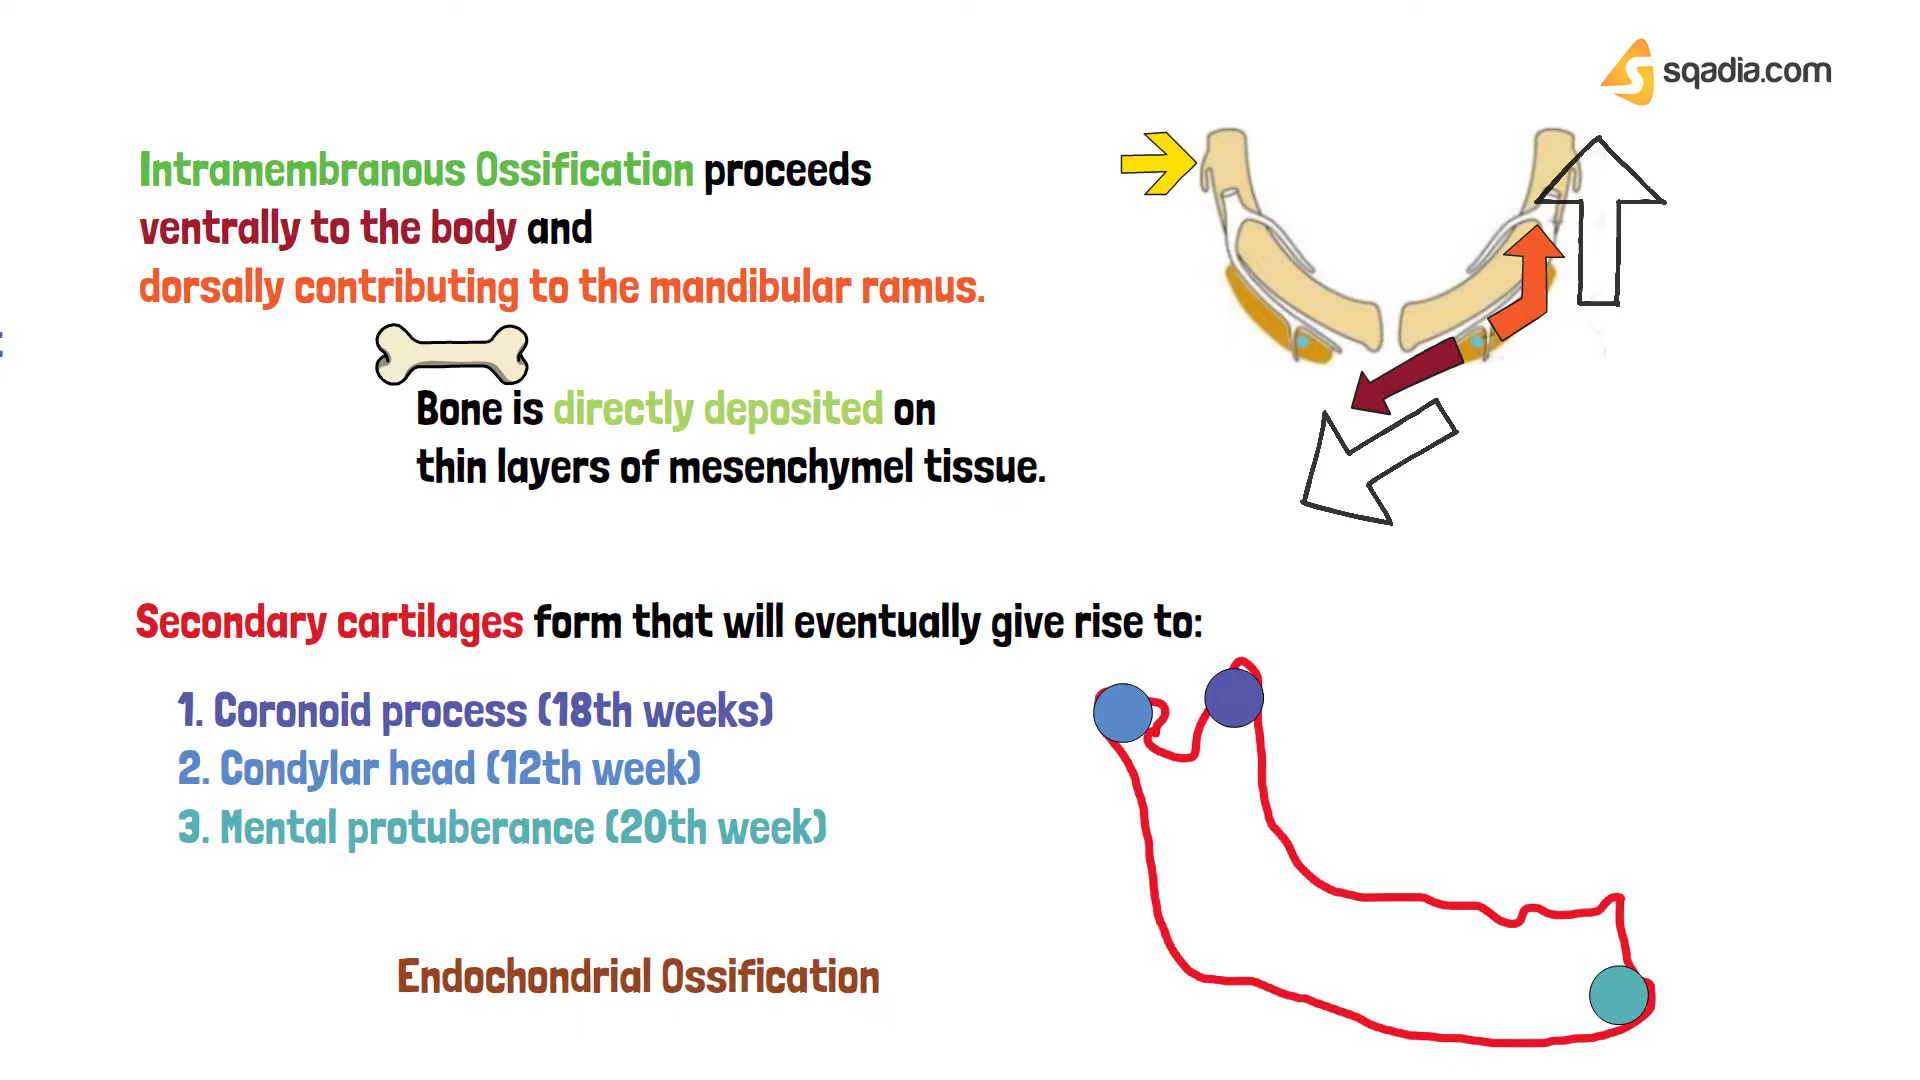 sqadia.com
Intramembranous Ossification proceeds
ventrally to the body and
dorsally contributing to the mandibular ramus.
Bone is directly deposited on
thin layers of mesenchymel tissue.
Secondary cartilages form that will eventually give rise to:
1. Coronoid process (18th weeks)
2. Condylar head (12th week)
3. Mental protuberance (20th week)
Endochondrial Ossification